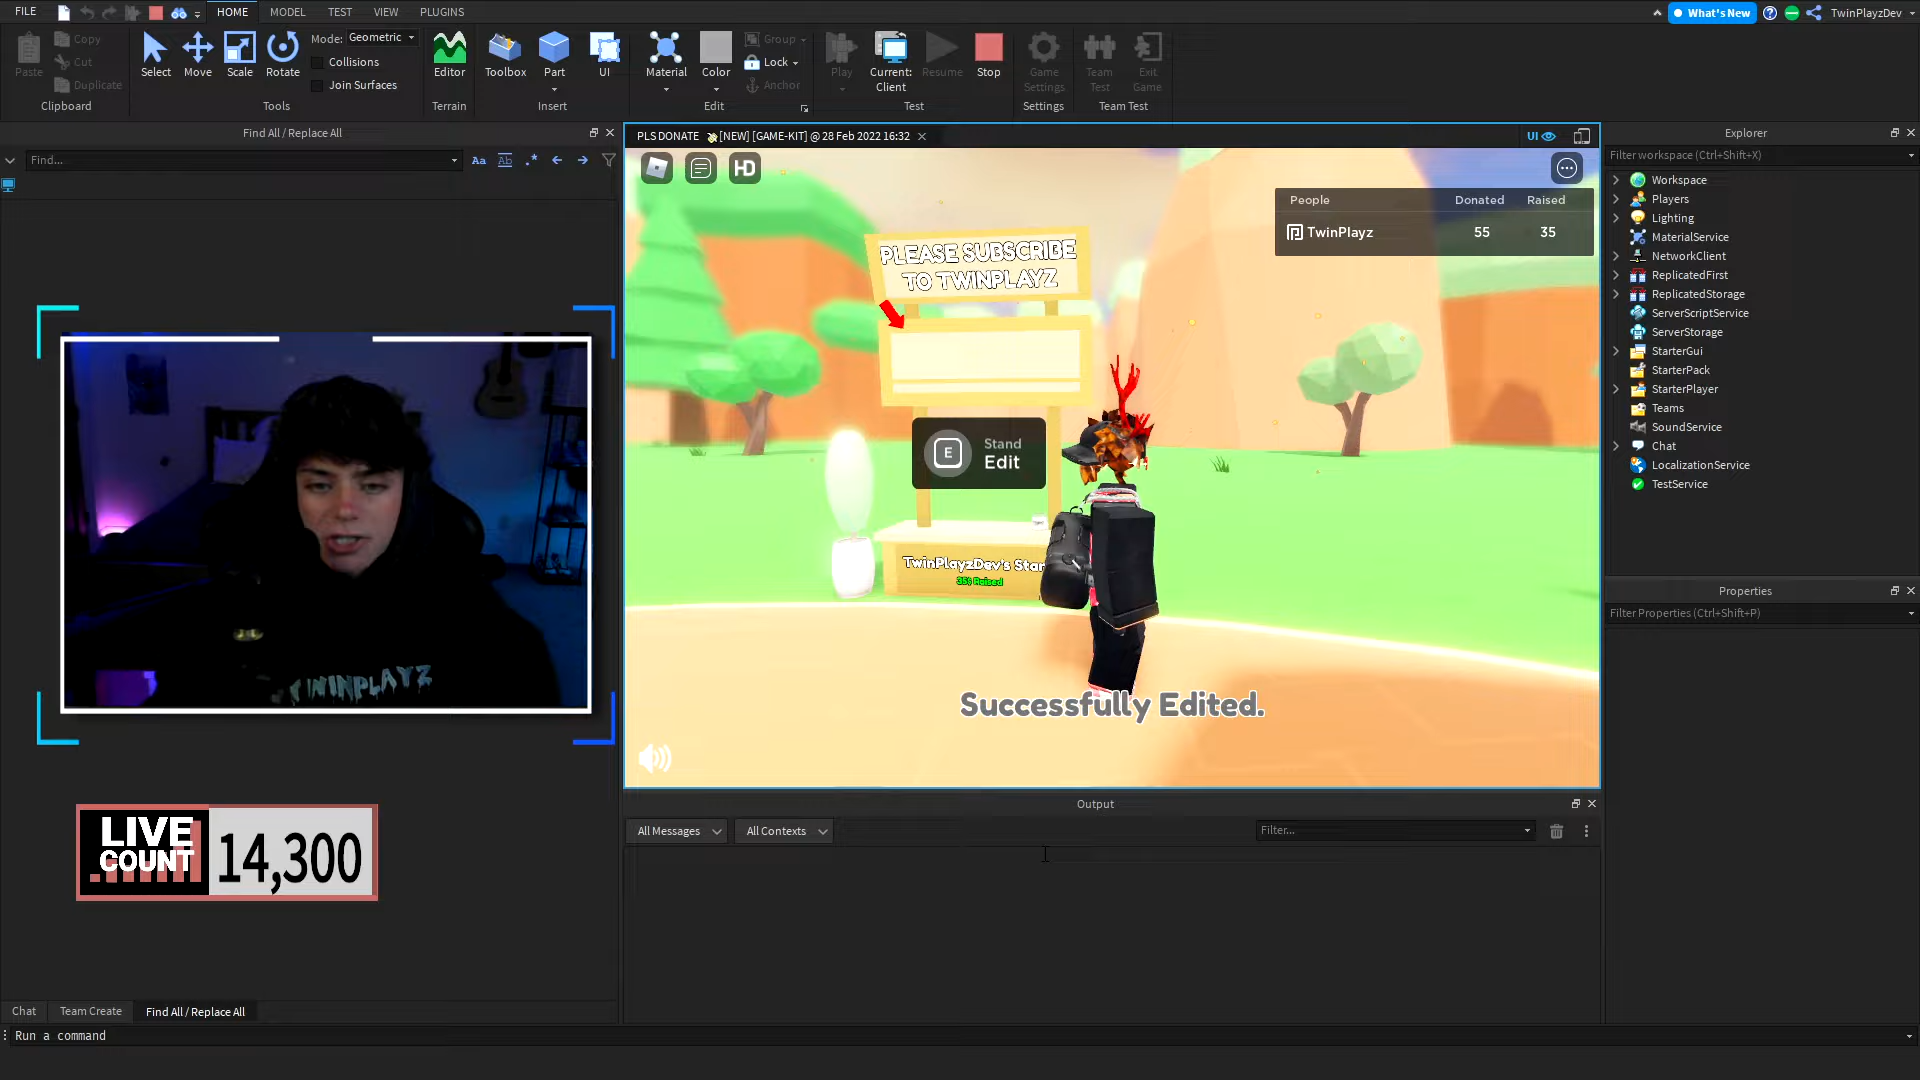 FILE
HOME
MODEL
TEST
VIEW
PLUGINS
What's New
TwinPlayzDev
Paste
Copy
Cut
Duplicate
Clipboard
Select
Move
Scale
Rotate
Mode:
Geometric
Collisions
Join Surfaces
Tools
Editor
Terrain
Toolbox
Part
UI
Insert
Material
Color
Group
Lock
Anchor
Edit
Play
Current:
Client
Resume
Stop
Test
Game
Settings
Settings
Team
Test
Exit
Game
Team Test
Find All / Replace All
Find...
Aa
Ab
.*
TWINPLAYZ
LIVE
COUNT
14,300
Chat
Team Create
Find All / Replace All
Run a command
PLS DONATE
[NEW] [GAME-KIT] @ 28 Feb 2022 16:32
UI
HD
People Donated Raised
TwinPlayz 55 35
PLEASE SUBSCRIBE
TO TWINPLAYZ
E
Stand
Edit
TwinPlayzDev's Stan
35$ Raised
Successfully Edited.
Output
All Messages
All Contexts
Filter...
Explorer
Filter workspace (Ctrl+Shift+X)
Workspace
Players
Lighting
MaterialService
NetworkClient
ReplicatedFirst
ReplicatedStorage
ServerScriptService
ServerStorage
StarterGui
StarterPack
StarterPlayer
Teams
SoundService
Chat
LocalizationService
TestService
Properties
Filter Properties (Ctrl+Shift+P)